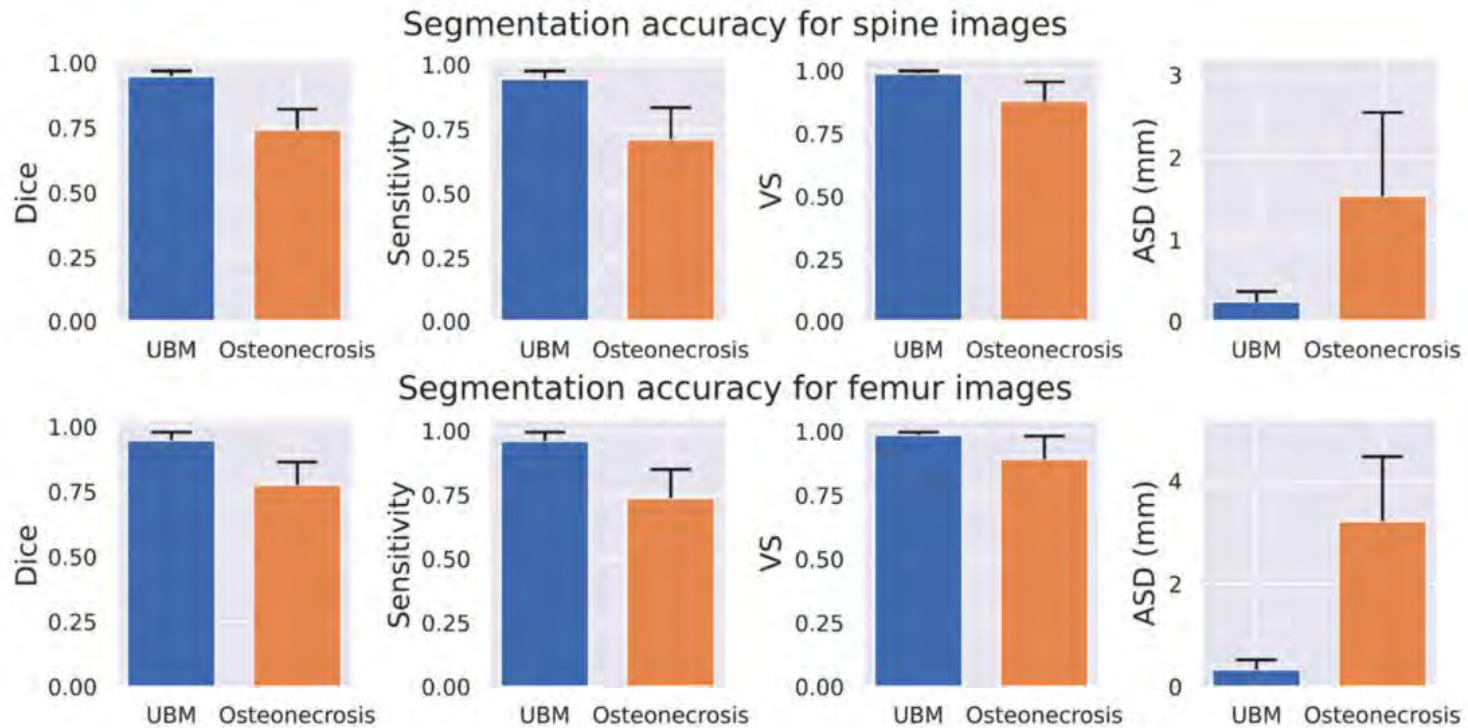 Segmentation accuracy for spine images
Dice
1.00
0.75
0.50
0.25
0.00
UBM Osteonecrosis
Sensitivity
1.00
0.75
0.50
0.25
0.00
UBM Osteonecrosis
VS
1.00
0.75
0.50
0.25
0.00
UBM Osteonecrosis
ASD (mm)
3
2
1
0
UBM Osteonecrosis
Segmentation accuracy for femur images
Dice
1.00
0.75
0.50
0.25
0.00
UBM Osteonecrosis
Sensitivity
1.00
0.75
0.50
0.25
0.00
UBM Osteonecrosis
VS
1.00
0.75
0.50
0.25
0.00
UBM Osteonecrosis
ASD (mm)
4
2
0
UBM Osteonecrosis